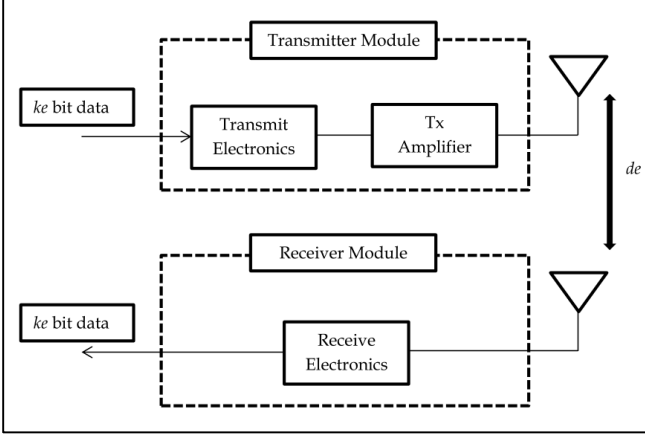 Transmitter Module
ke bit data
Transmit
Electronics
Tx
Amplifier
de
Receiver Module
ke bit data
Receive
Electronics